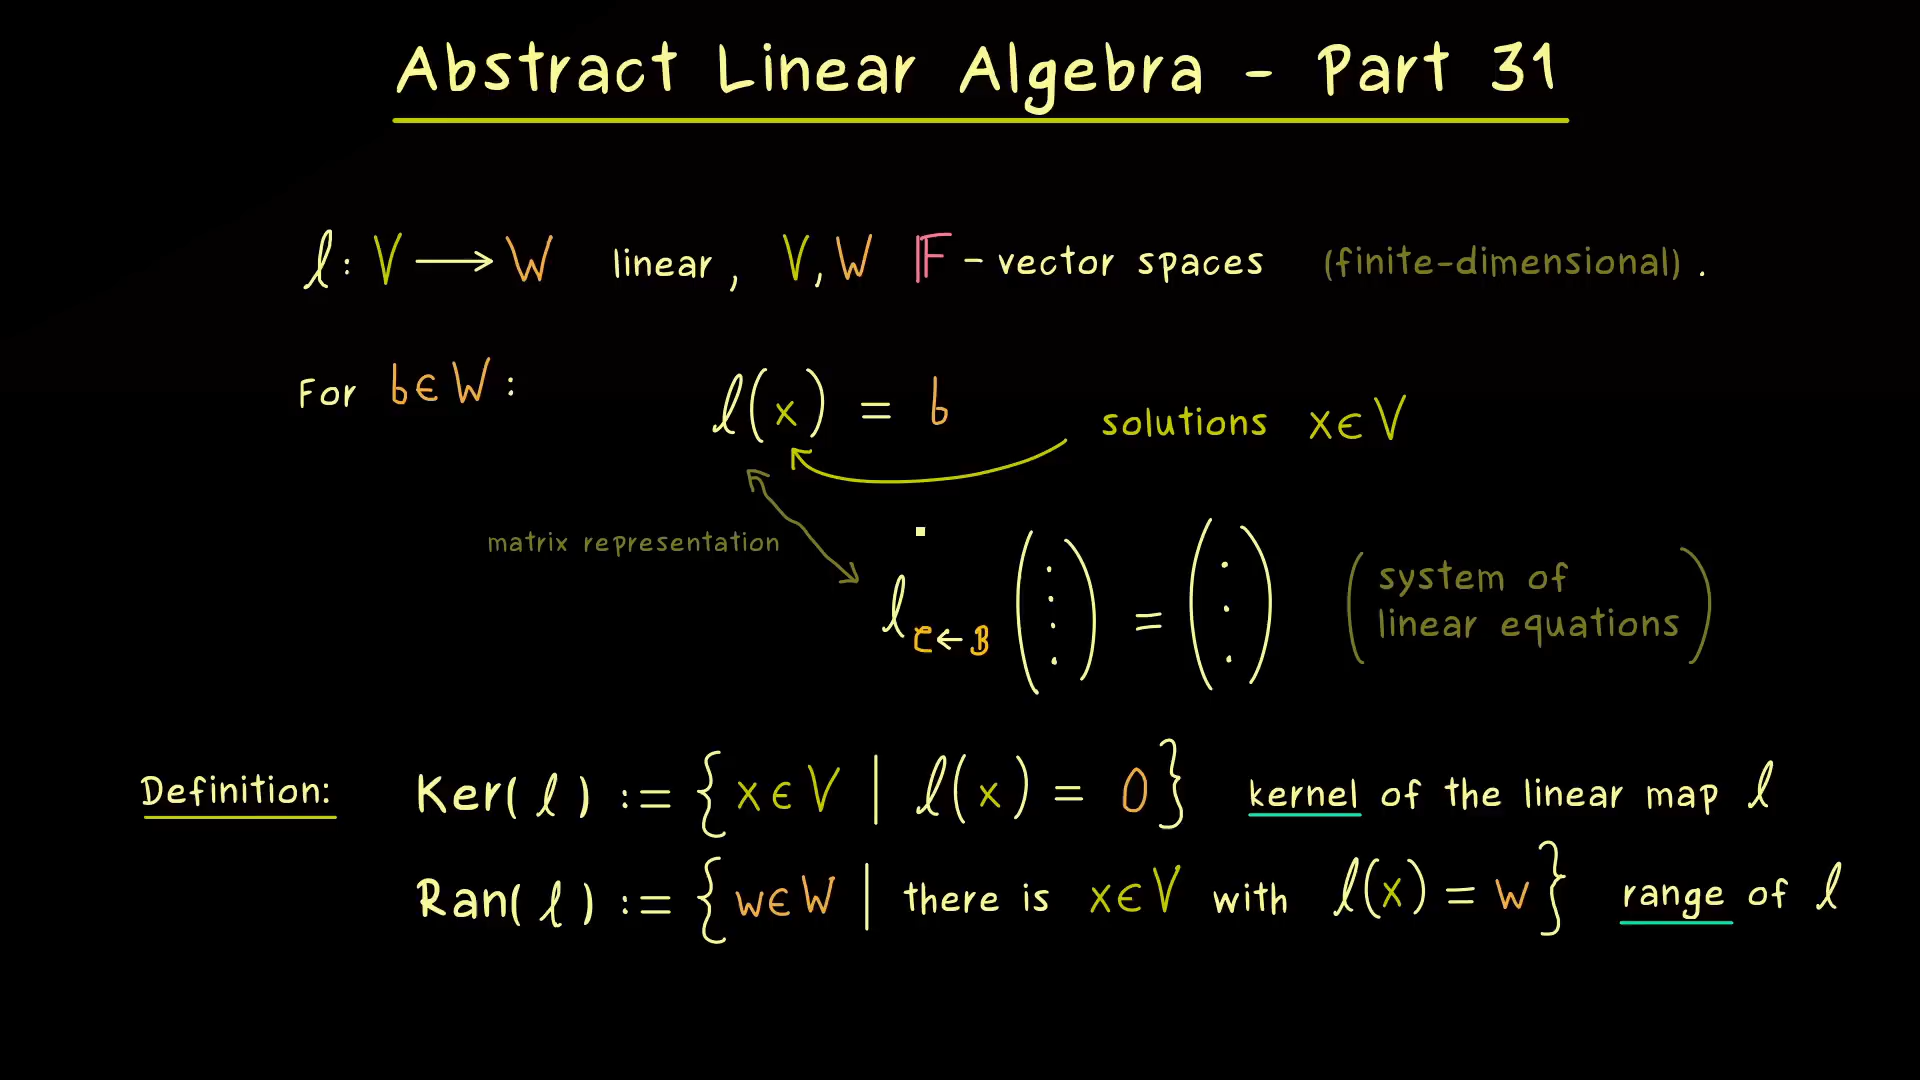 Abstract Linear Algebra - Part 31
ℓ: V ⟶ W linear, V, W 𝔽-vector spaces (finite-dimensional).
For b∈W: ℓ(x) = b solutions x∈V
matrix representation
ℓ_{C←B} (⋮) = (⋮) (system of
linear equations)
Definition: Ker(ℓ) := {x∈V | ℓ(x) = 0} kernel of the linear map ℓ
Ran(ℓ) := {w∈W | there is x∈V with ℓ(x) = w} range of ℓ